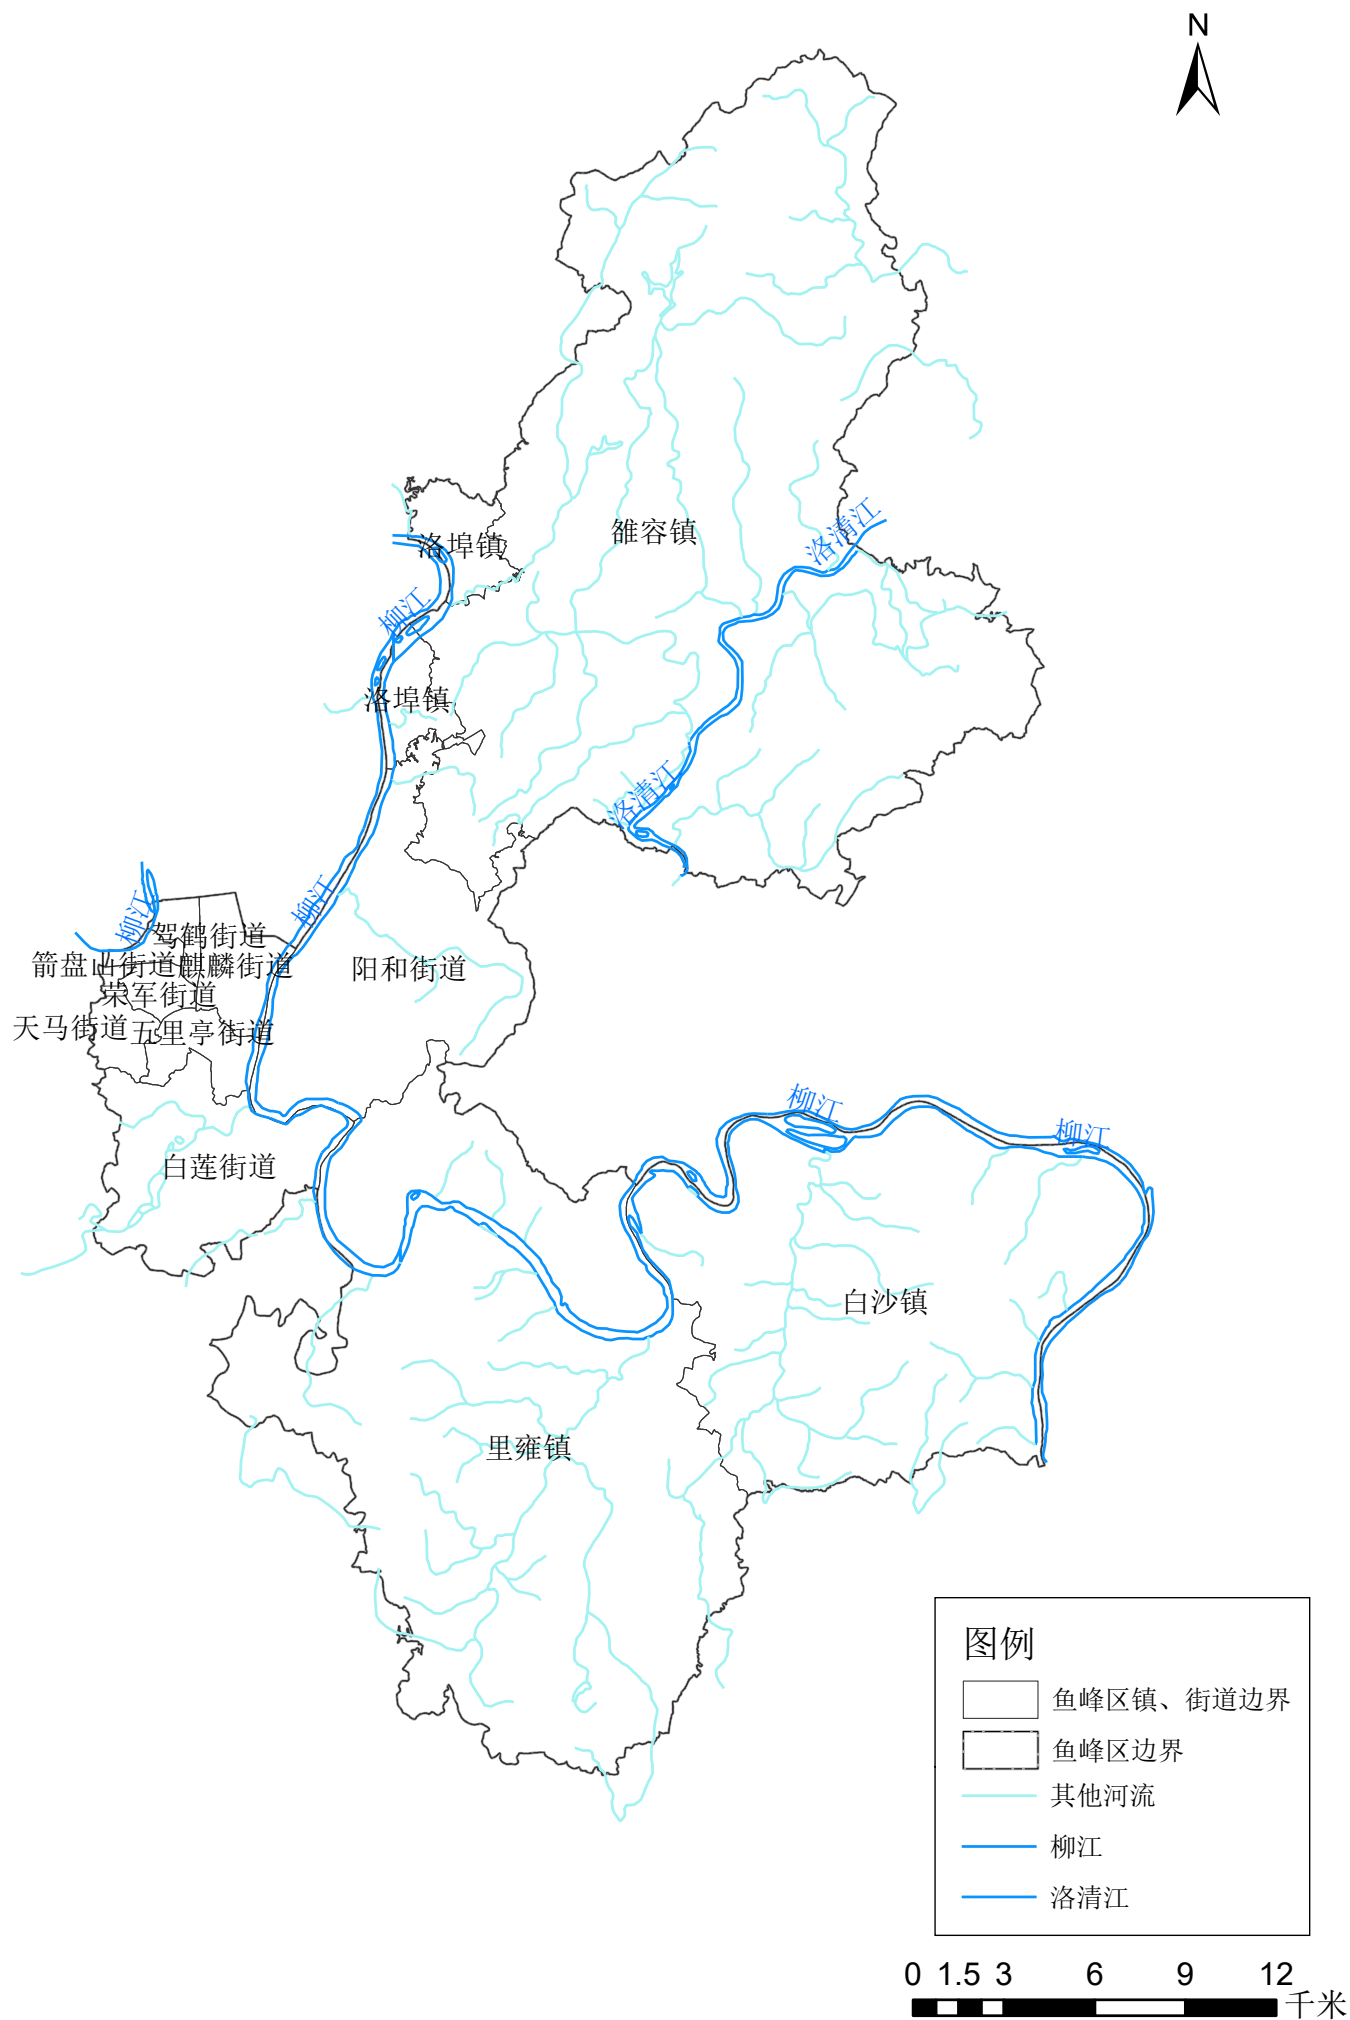 N
洛埠镇
雒容镇
洛清江
柳江
洛埠镇
洛清江
柳江
柳江
驾鹤街道
箭盘山街道
麒麟街道
阳和街道
荣军街道
天马街道
五里亭街道
柳江
柳江
白莲街道
白沙镇
里雍镇
图例
鱼峰区镇、街道边界
鱼峰区边界
其他河流
柳江
洛清江
0 1.5 3 6 9 12
千米